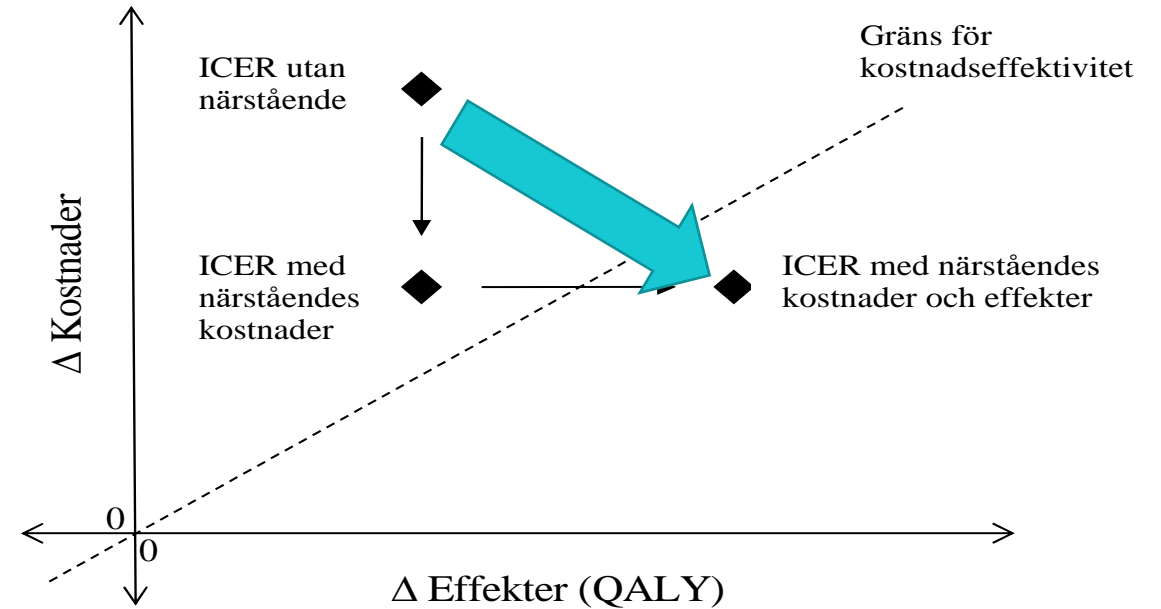 Gräns för
kostnadseffektivitet
ICER utan
närstående
Δ Kostnader
ICER med
närståendes
kostnader
ICER med närståendes
kostnader och effekter
0
0
Δ Effekter (QALY)